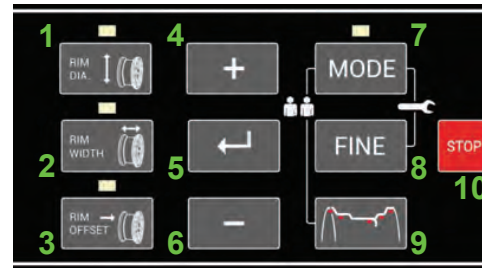 1 4 7
RIM
DIA.
+
MODE
2 5 8
RIM
WIDTH
FINE
STOP
10
3 6 9
RIM
OFFSET
-